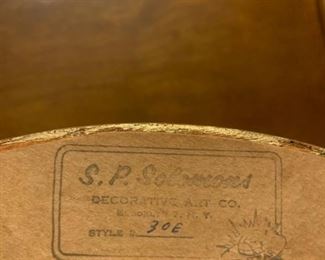 S. P. Solomons
DECORATIVE ART CO.
N. Y.
STYLE # 30E